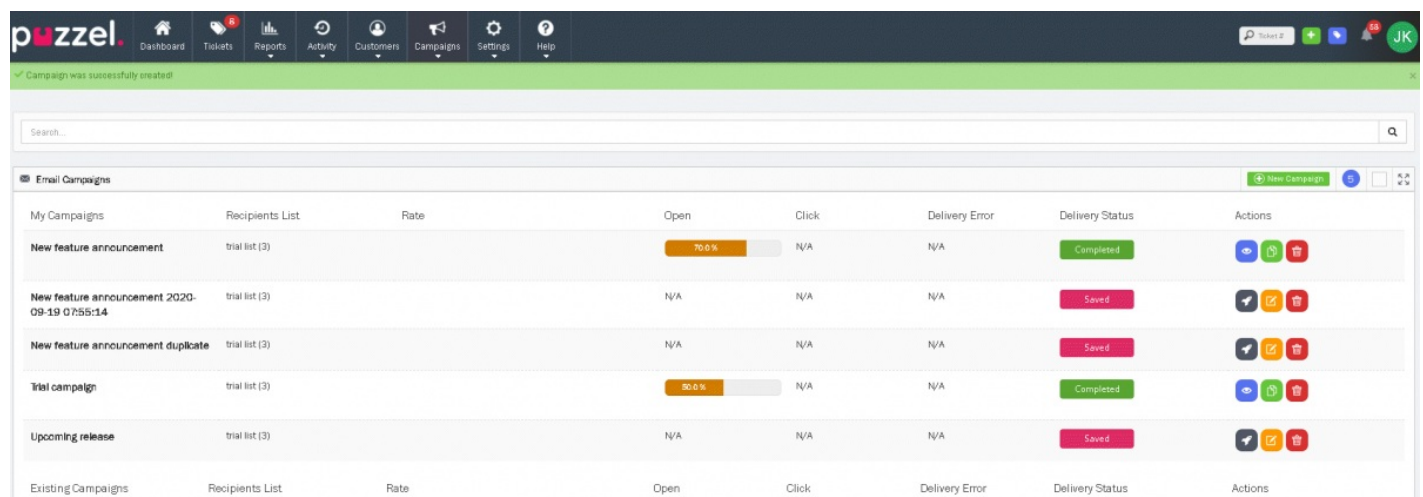 puzzel.
Dashboard
Tickets
8
Reports
Activity
Customers
Campaigns
Settings
Help
Ticket #
58
JK
Campaign was successfully created!
Search...
Email Campaigns
New Campaign
5
My Campaigns Recipients List Rate Open Click Delivery Error Delivery Status Actions
New feature announcement trial list (3) 70.0 % N/A N/A Completed
New feature announcement 2020-
09-19 07:55:14 trial list (3) N/A N/A N/A Saved
New feature announcement duplicate trial list (3) N/A N/A N/A Saved
Trial campaign trial list (3) 50.0 % N/A N/A Completed
Upcoming release trial list (3) N/A N/A N/A Saved
Existing Campaigns Recipients List Rate Open Click Delivery Error Delivery Status Actions